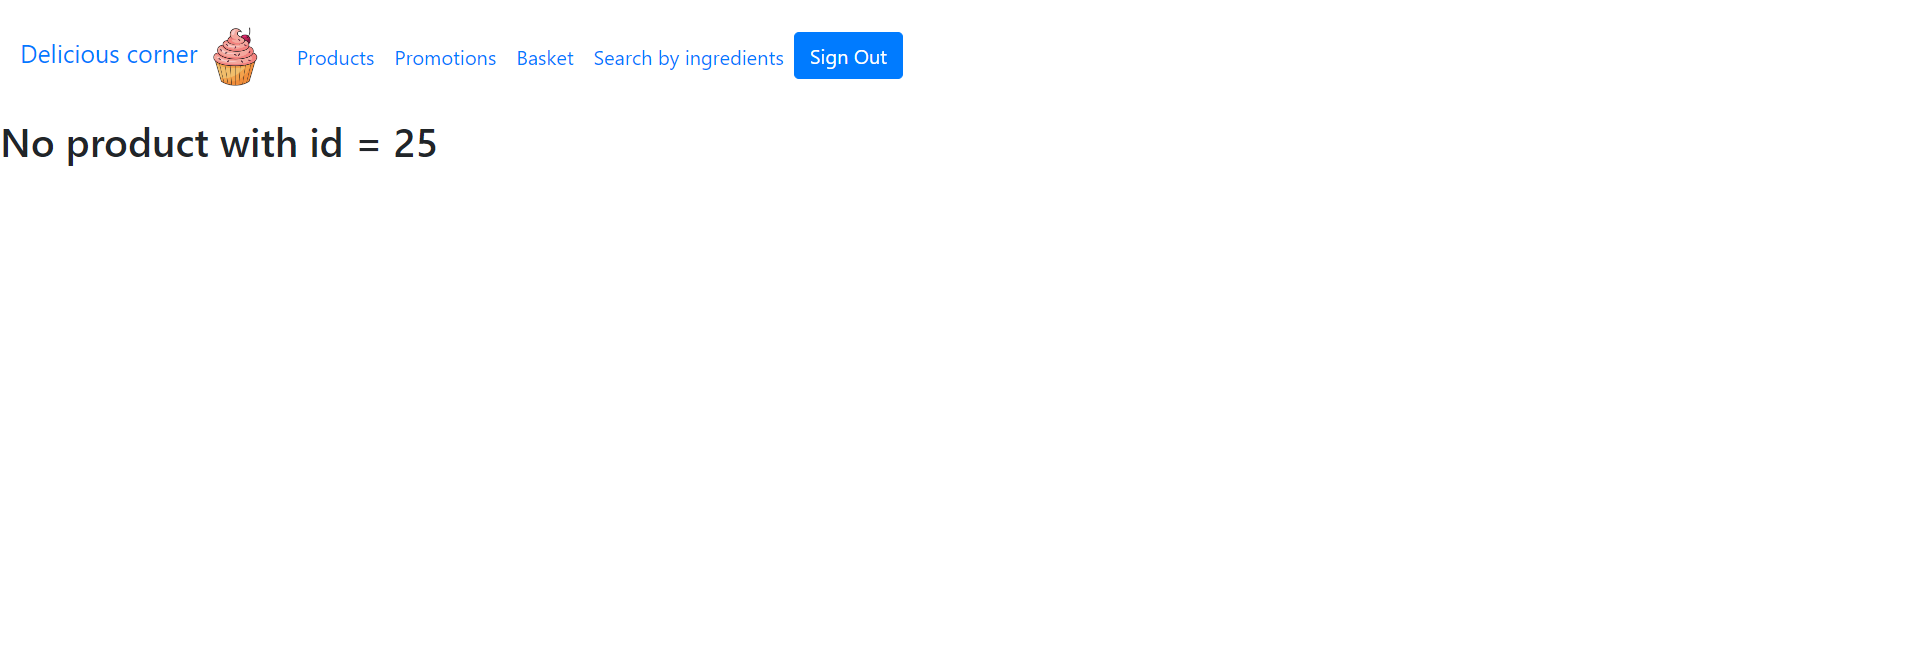 Delicious corner Products Promotions Basket Search by ingredients Sign Out
No product with id = 25